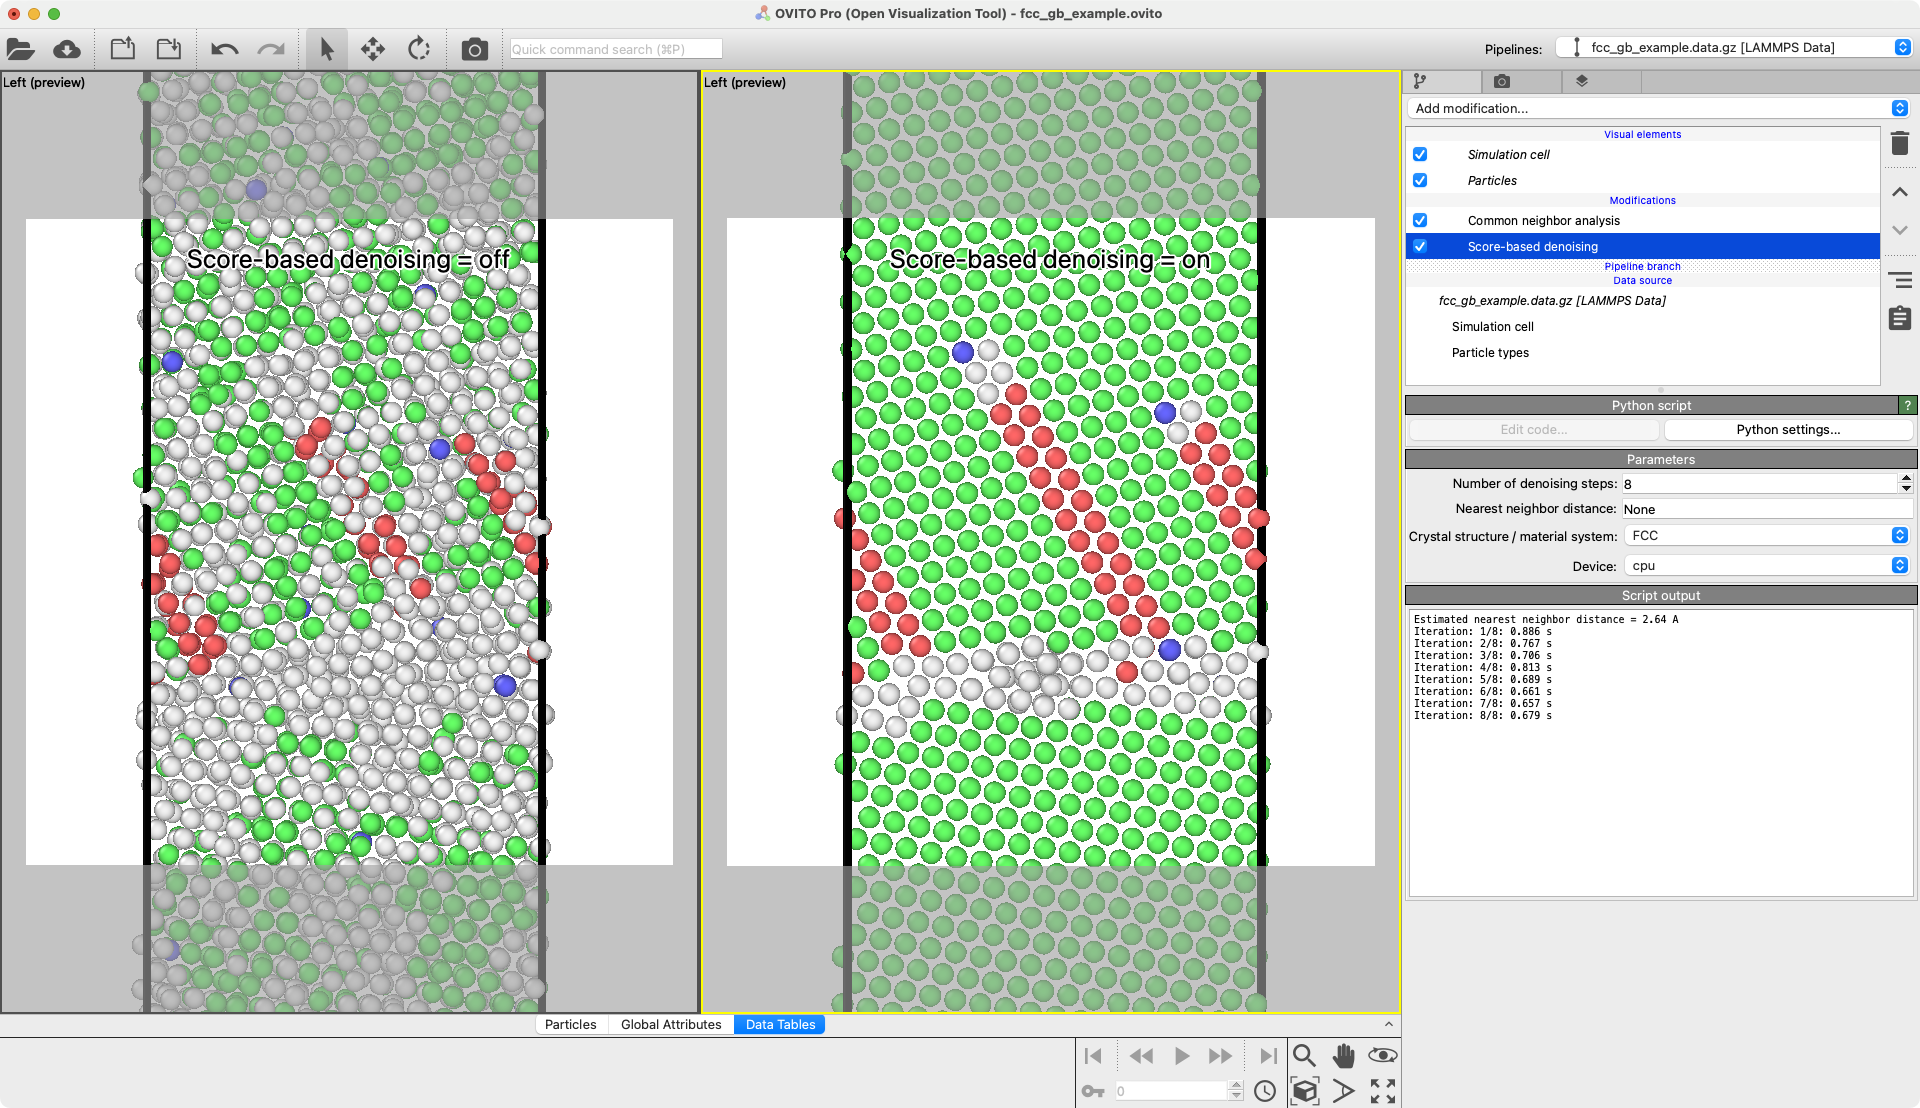 OVITO Pro (Open Visualization Tool) - fcc_gb_example.ovito
Quick command search (⌘P)
Pipelines:
fcc_gb_example.data.gz [LAMMPS Data]
Left (preview)
Score-based denoising = off
Left (preview)
Score-based denoising = on
Add modification...
Visual elements
Simulation cell
Particles
Modifications
Common neighbor analysis
Score-based denoising
Pipeline branch
Data source
fcc_gb_example.data.gz [LAMMPS Data]
Simulation cell
Particle types
Python script
?
Edit code...
Python settings...
Parameters
Number of denoising steps: 8
Nearest neighbor distance: None
Crystal structure / material system: FCC
Device: cpu
Script output
Estimated nearest neighbor distance = 2.64 A
Iteration: 1/8: 0.886 s
Iteration: 2/8: 0.767 s
Iteration: 3/8: 0.706 s
Iteration: 4/8: 0.813 s
Iteration: 5/8: 0.689 s
Iteration: 6/8: 0.661 s
Iteration: 7/8: 0.657 s
Iteration: 8/8: 0.679 s
Particles
Global Attributes
Data Tables
0